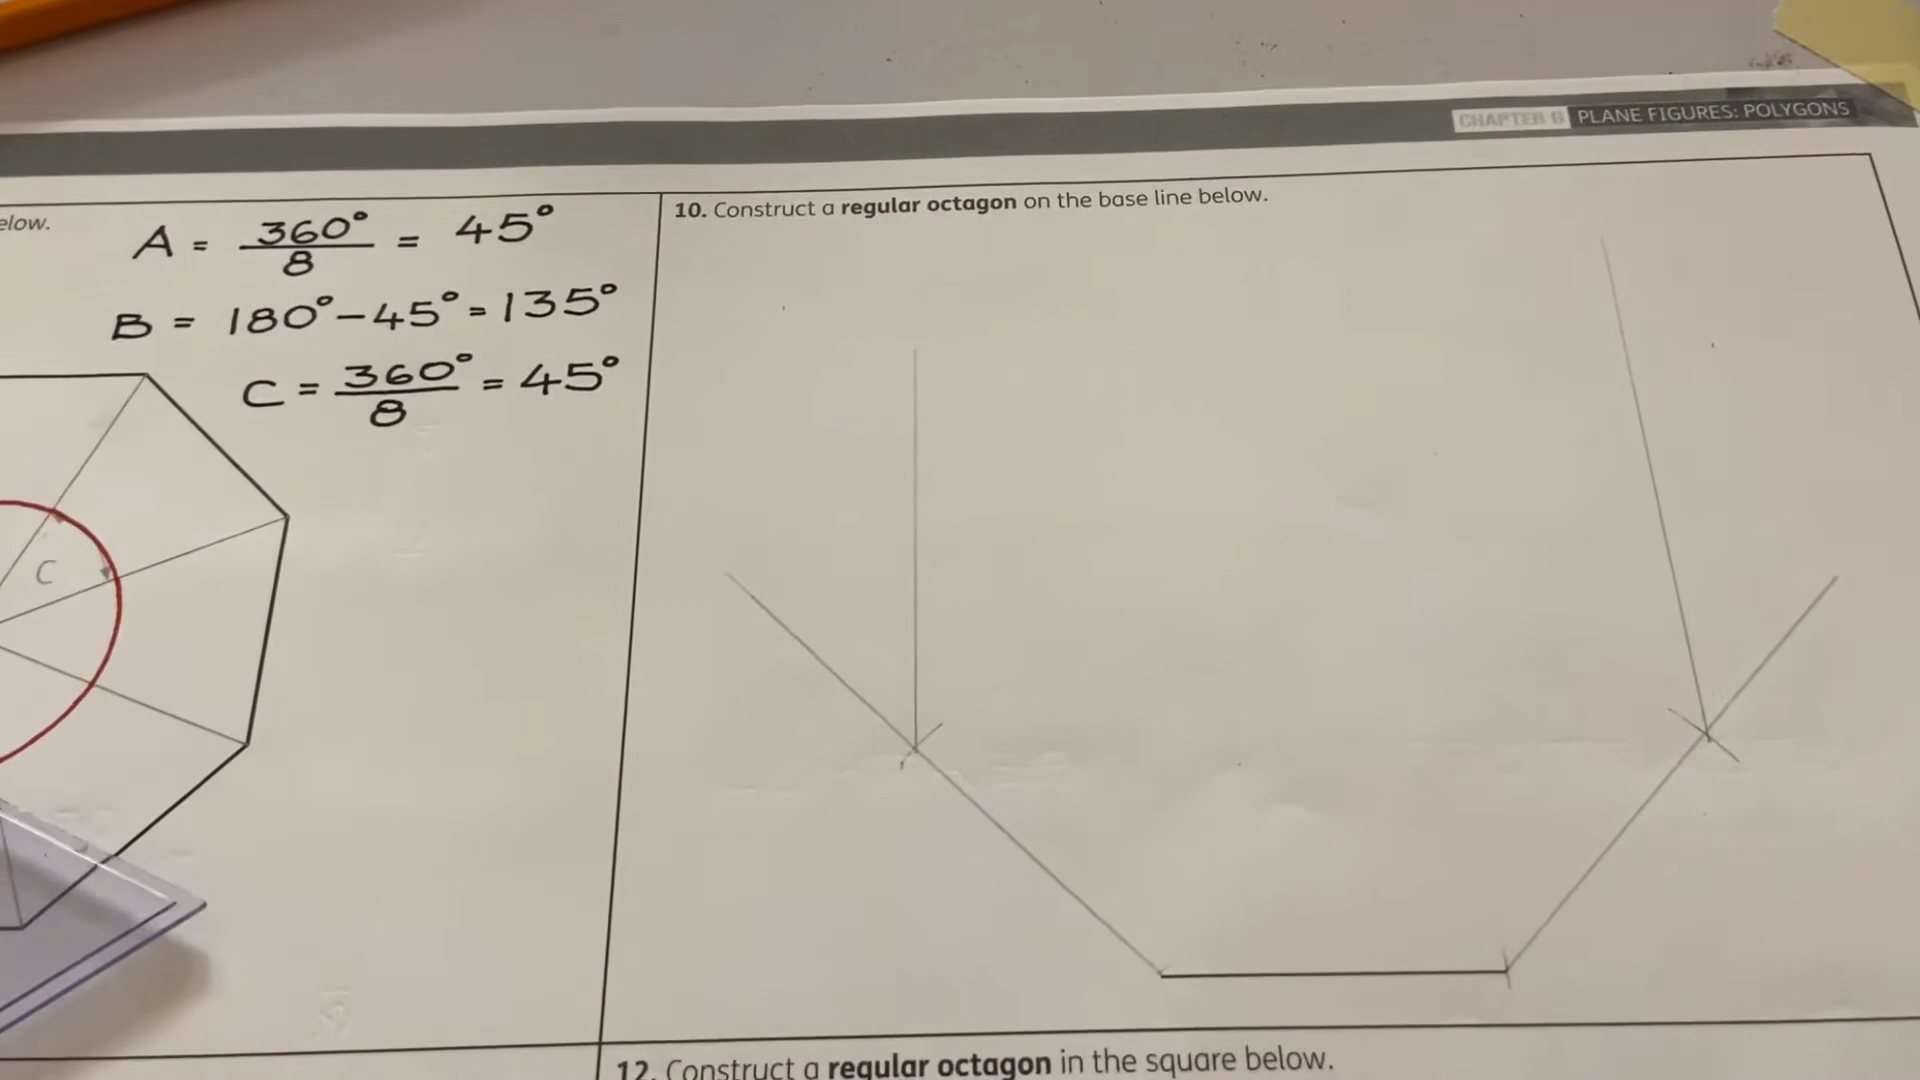 CHAPTER 6 PLANE FIGURES: POLYGONS
elow.
A = 360°/8 = 45°
B = 180° - 45° = 135°
C = 360°/8 = 45°
C
10. Construct a regular octagon on the base line below.
12. Construct a regular octagon in the square below.